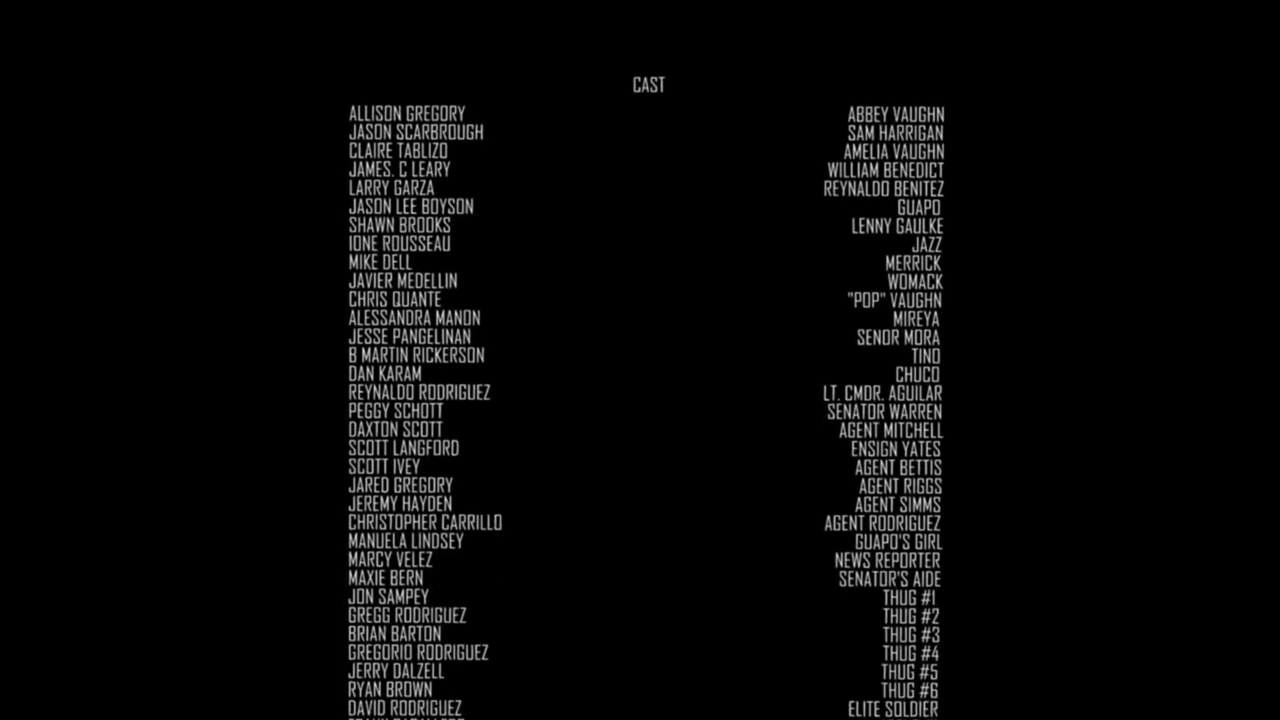 CAST
ALLISON GREGORY ABBEY VAUGHN
JASON SCARBROUGH SAM HARRIGAN
CLAIRE TABLIZO AMELIA VAUGHN
JAMES. C LEARY WILLIAM BENEDICT
LARRY GARZA REYNALDO BENITEZ
JASON LEE BOYSON GUAPO
SHAWN BROOKS LENNY GAULKE
IONE ROUSSEAU JAZZ
MIKE DELL MERRICK
JAVIER MEDELLIN WOMACK
CHRIS QUANTE "POP" VAUGHN
ALESSANDRA MANON MIREYA
JESSE PANGELINAN SENOR MORA
B MARTIN RICKERSON TINO
DAN KARAM CHUCO
REYNALDO RODRIGUEZ LT. CMDR. AGUILAR
PEGGY SCHOTT SENATOR WARREN
DAXTON SCOTT AGENT MITCHELL
SCOTT LANGFORD ENSIGN YATES
SCOTT IVEY AGENT BETTIS
JARED GREGORY AGENT RIGGS
JEREMY HAYDEN AGENT SIMMS
CHRISTOPHER CARRILLO AGENT RODRIGUEZ
MANUELA LINDSEY GUAPO'S GIRL
MARCY VELEZ NEWS REPORTER
MAXIE BERN SENATOR'S AIDE
JON SAMPEY THUG #1
GREGG RODRIGUEZ THUG #2
BRIAN BARTON THUG #3
GREGORIO RODRIGUEZ THUG #4
JERRY DALZELL THUG #5
RYAN BROWN THUG #6
DAVID RODRIGUEZ ELITE SOLDIER